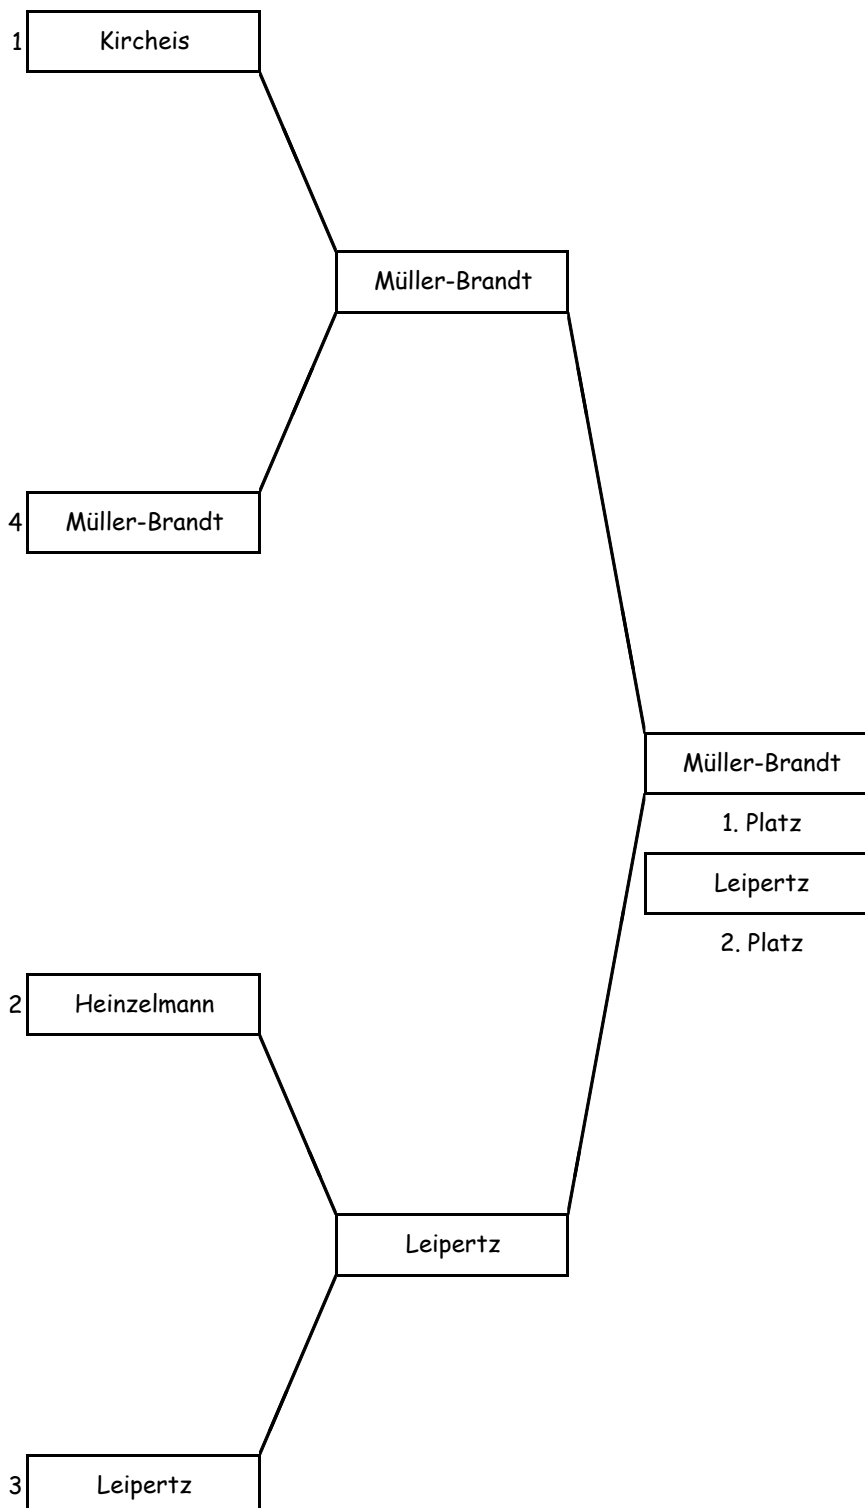 1 Kircheis
Müller-Brandt
4 Müller-Brandt
Müller-Brandt
1. Platz
Leipertz
2. Platz
2 Heinzelmann
Leipertz
3 Leipertz